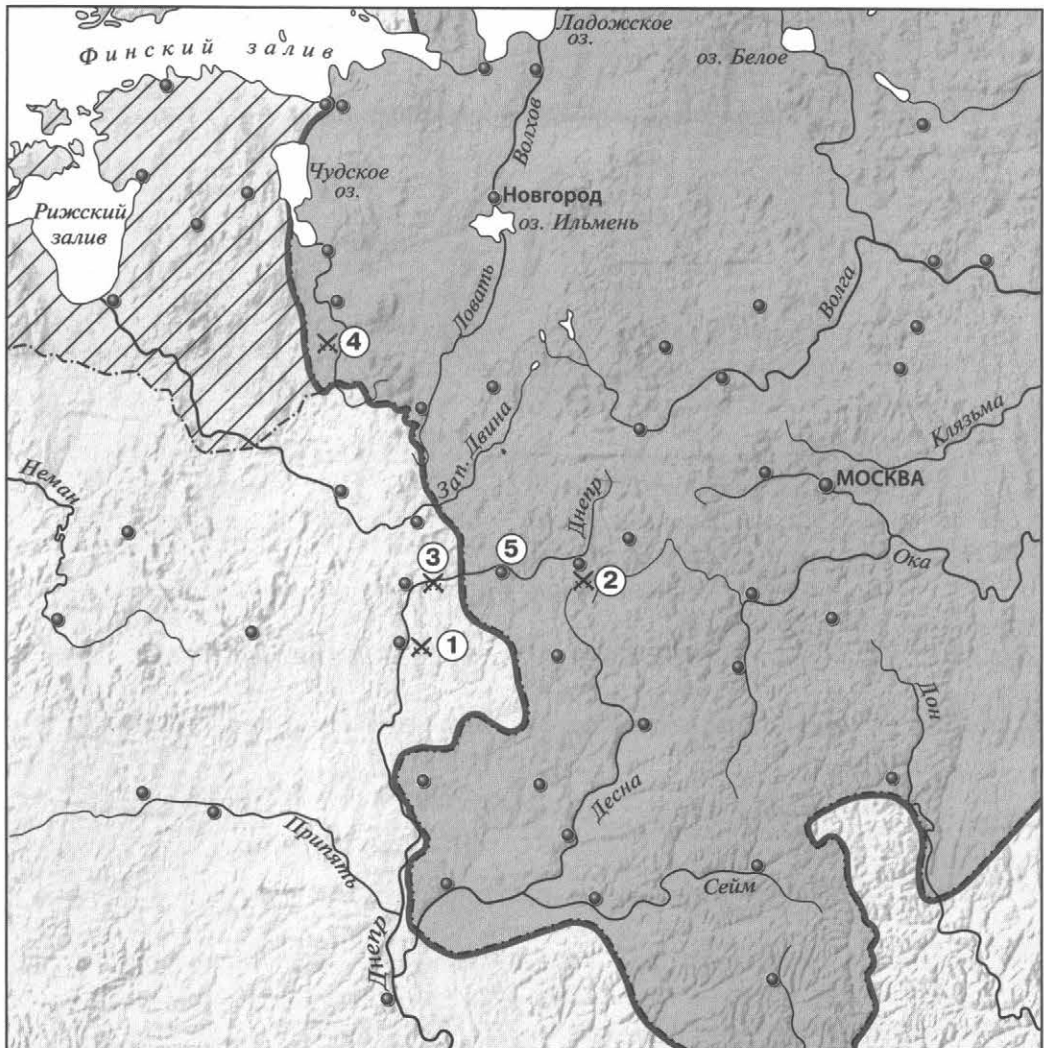 Финский залив
Ладожское
оз.
оз. Белое
Волхов
Чудское
оз.
Новгород
оз. Ильмень
Рижский
залив
Ловать
Волга
4
Зап. Двина
Клязьма
Неман
Днепр
МОСКВА
3
5
2
Ока
1
Дон
Десна
Припять
Сейм
Днепр